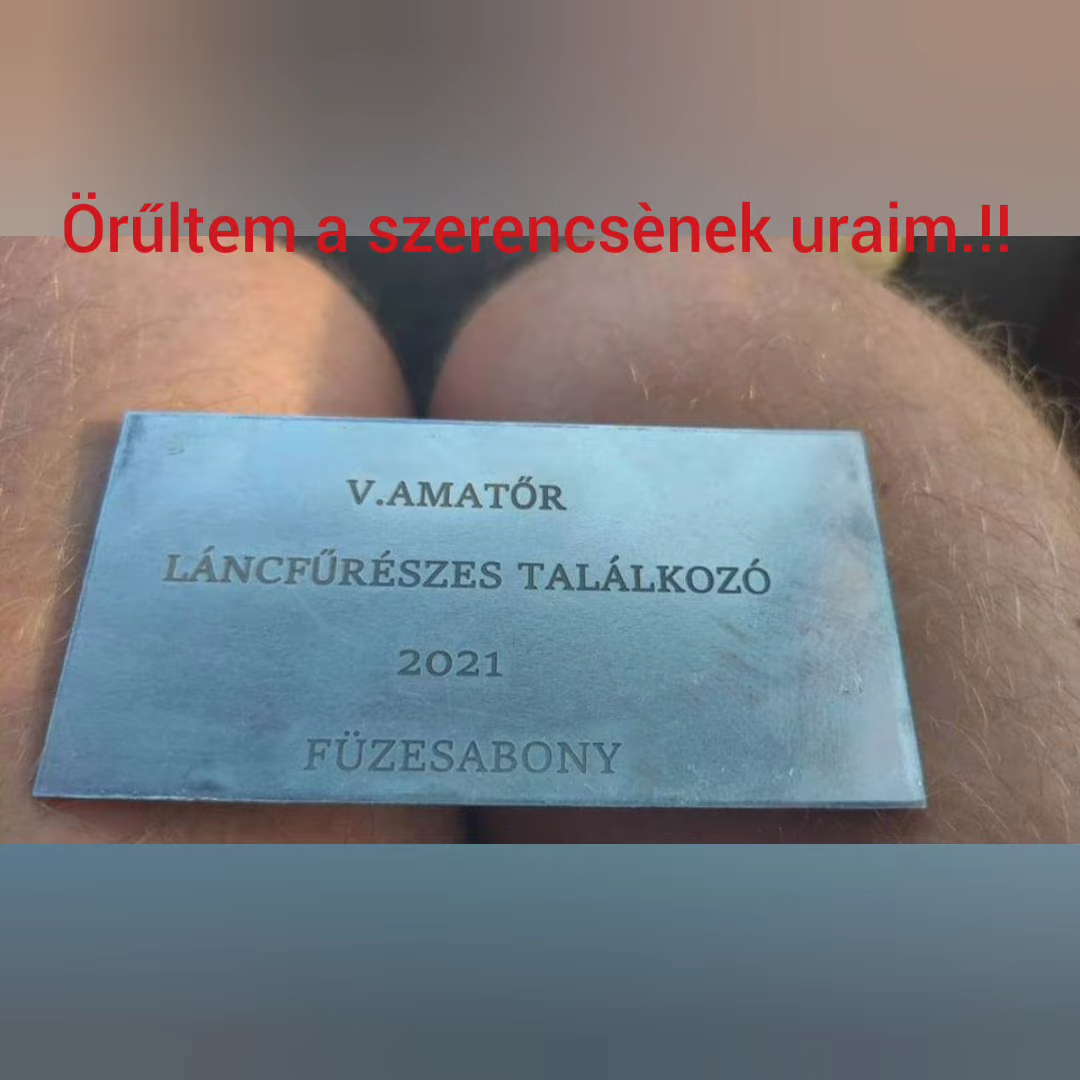 Örűltem a szerencsènek uraim.!!
V.AMATŐR
LÁNCFŰRÉSZES TALÁLKOZÓ
2021
FÜZESABONY